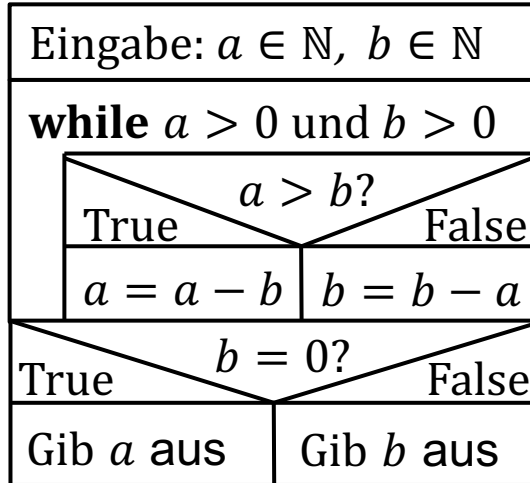 Eingabe: a ∈ ℕ, b ∈ ℕ
while a > 0 und b > 0
a > b?
True False
a = a − b b = b − a
b = 0?
True False
Gib a aus Gib b aus